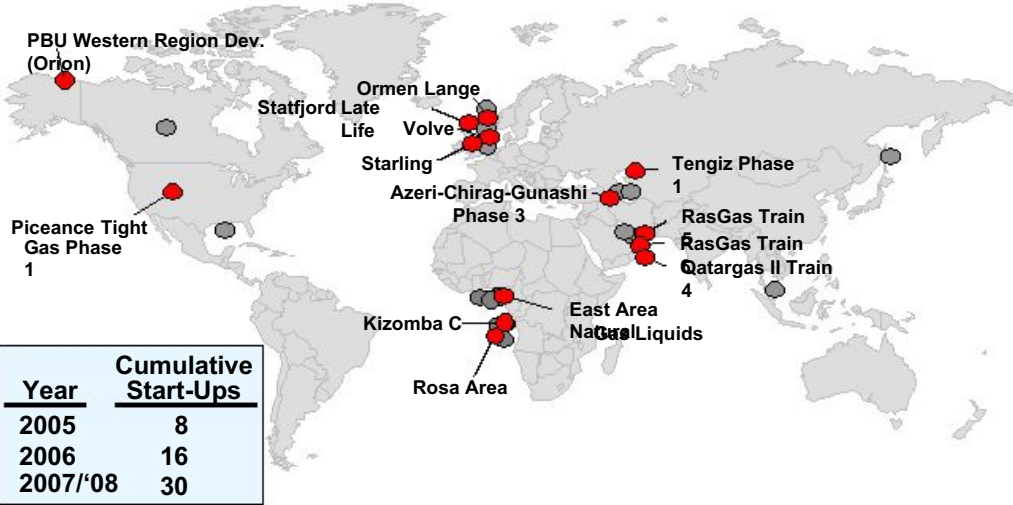 PBU Western Region Dev.
(Orion)
Ormen Lange
Statfjord Late
Life
Volve
Starling
Tengiz Phase
1
Azeri-Chirag-Gunashi
Phase 3
Piceance Tight
Gas Phase
1
RasGas Train
5
RasGas Train
6
Qatargas II Train
4
East Area
Natural
Gas Liquids
Kizomba C
Rosa Area
Year Cumulative
Start-Ups
2005 8
2006 16
2007/‘08 30